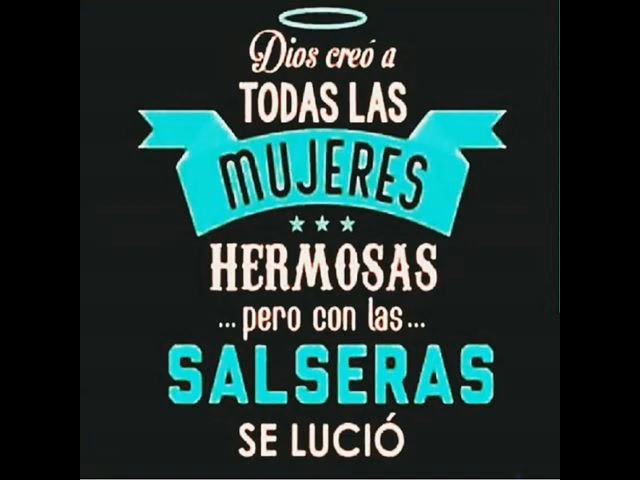 Dios creó a
TODAS LAS
MUJERES
HERMOSAS
...pero con las...
SALSERAS
SE LUCIÓ